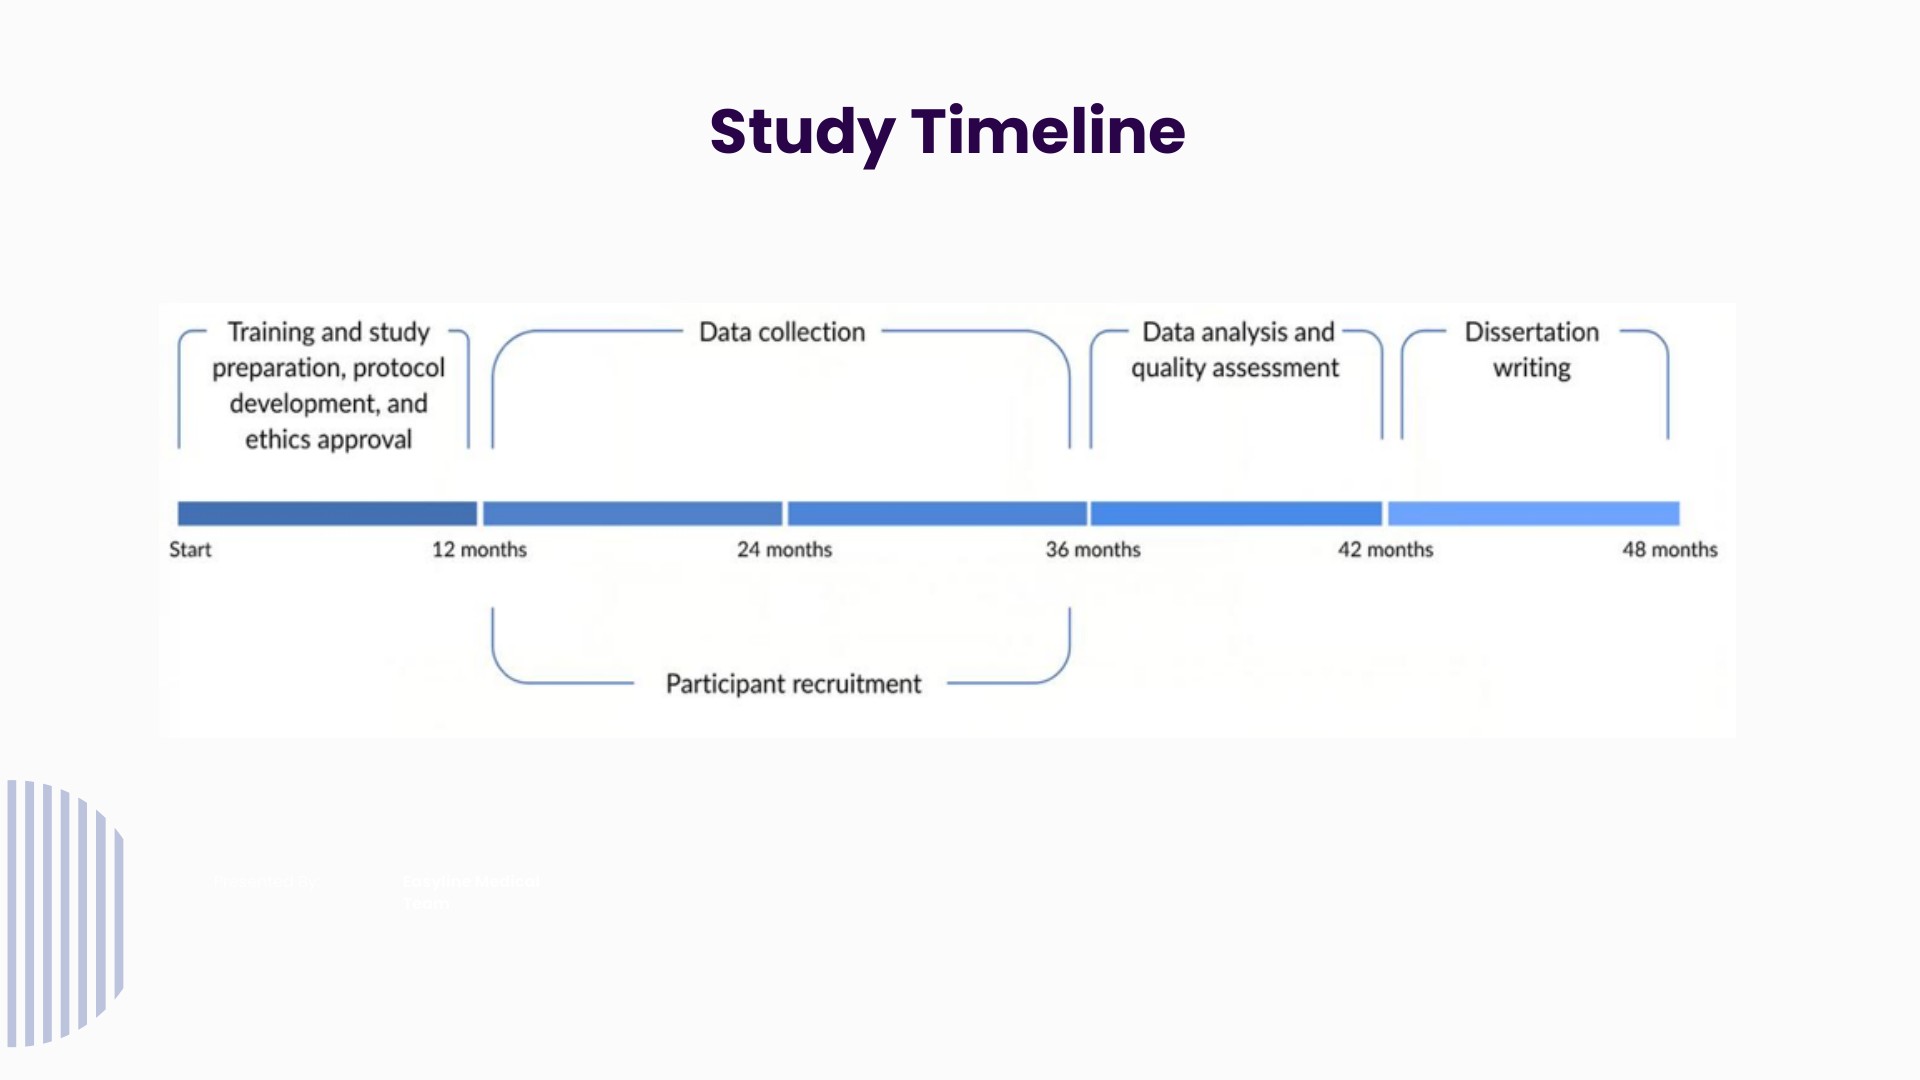 Study Timeline
Training and study
preparation, protocol
development, and
ethics approval
Data collection
Data analysis and
quality assessment
Dissertation
writing
Start
12 months
24 months
36 months
42 months
48 months
Participant recruitment